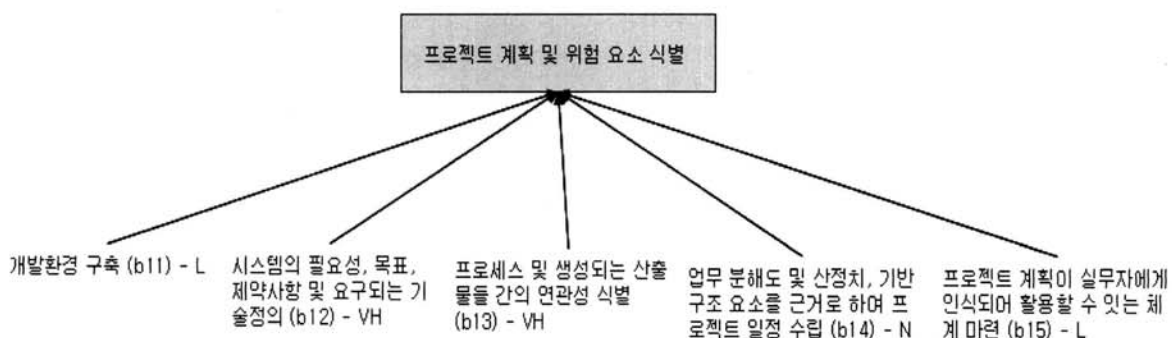 프로젝트 계획 및 위험 요소 식별
개발환경 구축 (b11) - L
시스템의 필요성, 목표,
제약사항 및 요구되는 기
술정의 (b12) - VH
프로세스 및 생성되는 산출
물들 간의 연관성 식별
(b13) - VH
업무 분해도 및 산정치, 기반
구조 요소를 근거로 하여 프
로젝트 일정 수립 (b14) - N
프로젝트 계획이 실무자에게
인식되어 활용할 수 잇는 체
계 마련 (b15) - L